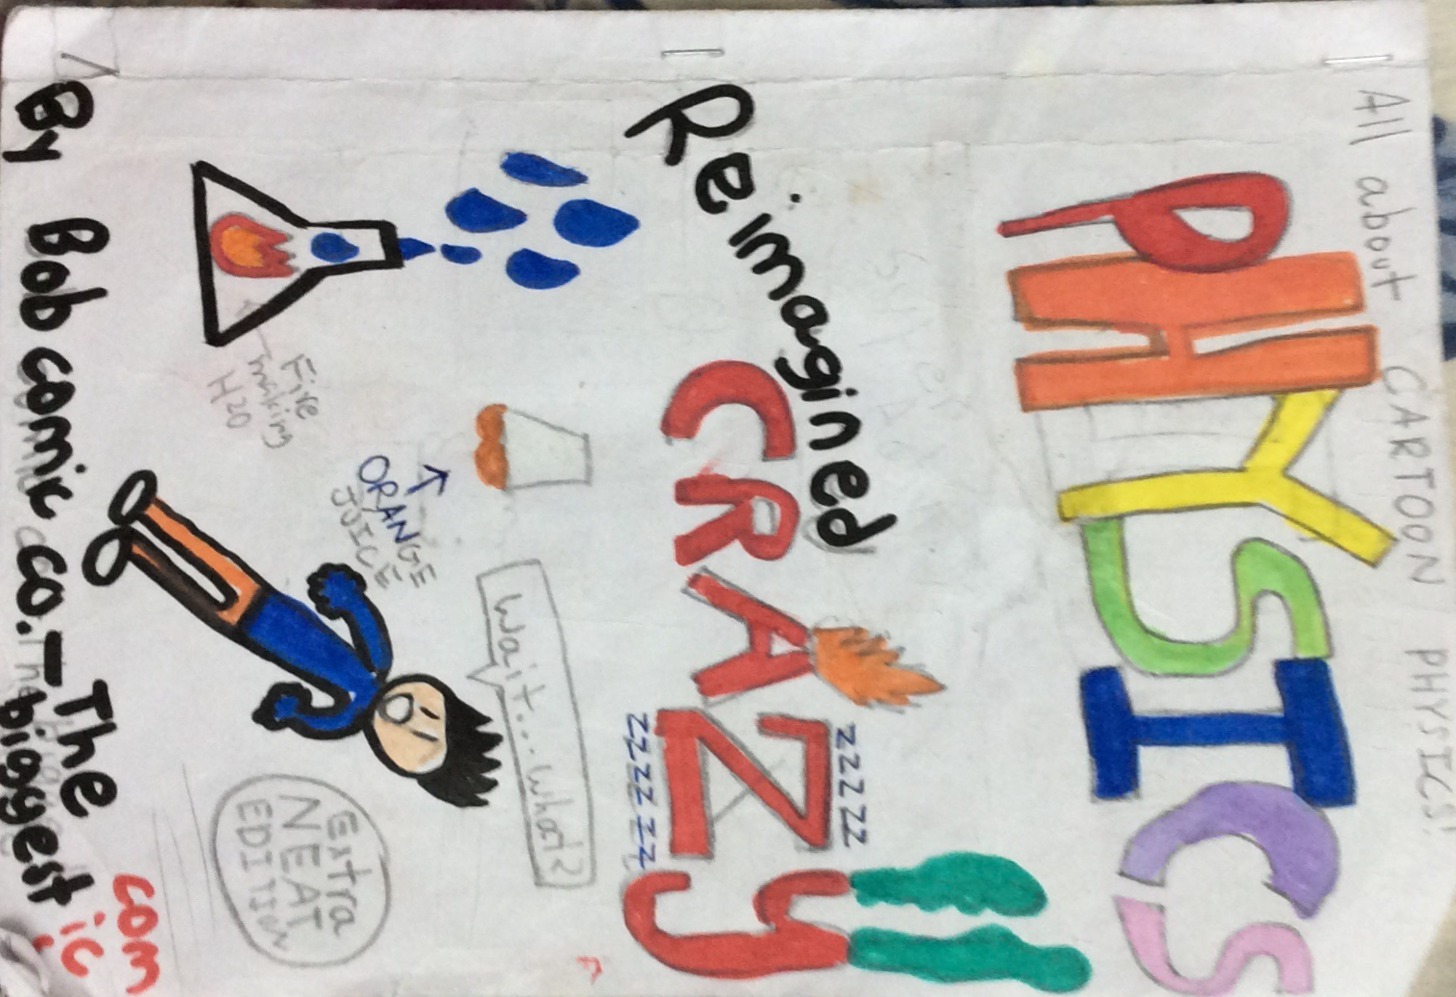 All about CARTOON PHYSICS!
PHYSICS
Reimagined
CRAZY
ZZZZZ
ZZZZZZZ
Wait...what?
ORANGE
JUICE
Fire
making
H2O
Extra
NEAT
EDITION
By Bob comic co.-The biggest
comic